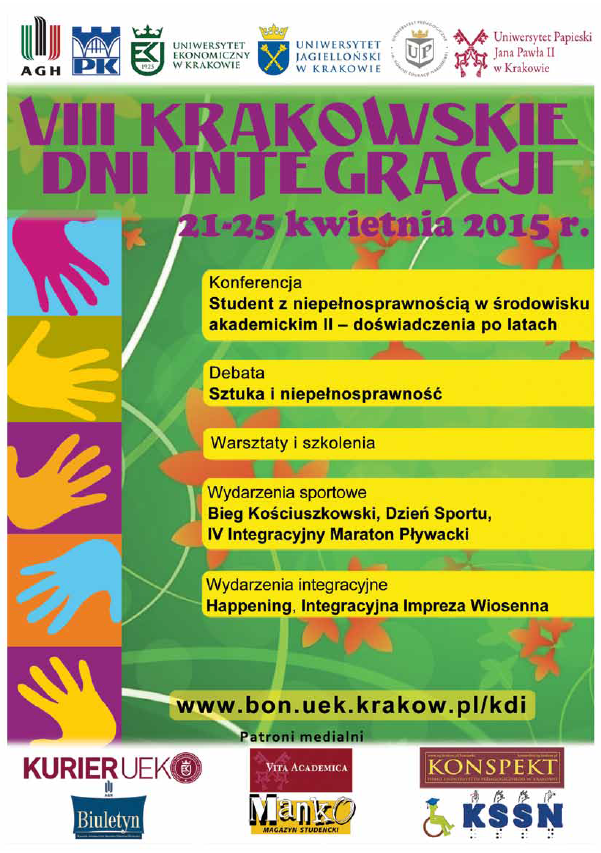 AGH
PK
1925
UNIWERSYTET
EKONOMICZNY
W KRAKOWIE
UNIWERSYTET
JAGIELLOŃSKI
W KRAKOWIE
UP
Uniwersytet Papieski
Jana Pawła II
w Krakowie
VIII KRAKOWSKIE
DNI INTEGRACJI
21-25 kwietnia 2015 r.
Konferencja
Student z niepełnosprawnością w środowisku
akademickim II – doświadczenia po latach
Debata
Sztuka i niepełnosprawność
Warsztaty i szkolenia
Wydarzenia sportowe
Bieg Kościuszkowski, Dzień Sportu,
IV Integracyjny Maraton Pływacki
Wydarzenia integracyjne
Happening, Integracyjna Impreza Wiosenna
www.bon.uek.krakow.pl/kdi
Patroni medialni
KURIER UEK
VITA ACADEMICA
KONSPEKT
AGH
Biuletyn
Manko
MAGAZYN STUDENCKI
KSSN